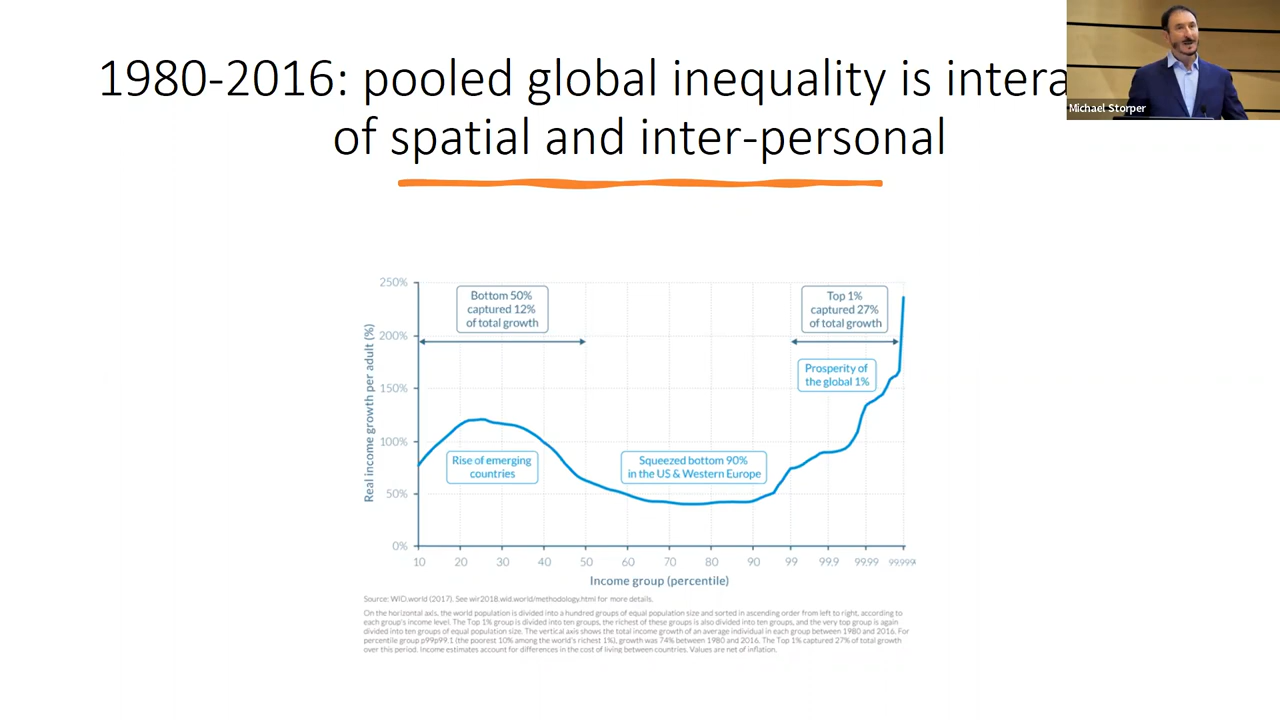 1980-2016: pooled global inequality is intera
of spatial and inter-personal
Michael Storper
250%
200%
150%
100%
50%
0%
Real income growth per adult (%)
Bottom 50%
captured 12%
of total growth
Top 1%
captured 27%
of total growth
Prosperity of
the global 1%
Rise of emerging
countries
Squeezed bottom 90%
in the US & Western Europe
10 20 30 40 50 60 70 80 90 99 99.9 99.99 99.999
Income group (percentile)
Source: WID.world (2017). See wir2018.wid.world/methodology.html for more details.
On the horizontal axis, the world population is divided into a hundred groups of equal population size and sorted in ascending order from left to right, according to
each group's income level. The Top 1% group is divided into ten groups, the richest of these groups is also divided into ten groups, and the very top group is again
divided into ten groups of equal population size. The vertical axis shows the total income growth of an average individual in each group between 1980 and 2016. For
percentile group p99p99.1 (the poorest 10% among the world's richest 1%), growth was 74% between 1980 and 2016. The Top 1% captured 27% of total growth
over this period. Income estimates account for differences in the cost of living between countries. Values are net of inflation.